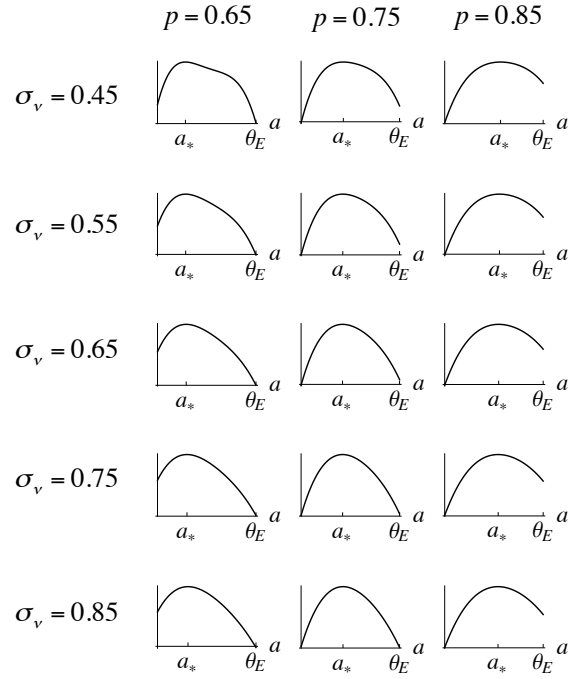 p = 0.65 p = 0.75 p = 0.85
σ_ν = 0.45
a a a
a_* θ_E a_* θ_E a_* θ_E
σ_ν = 0.55
a a a
a_* θ_E a_* θ_E a_* θ_E
σ_ν = 0.65
a a a
a_* θ_E a_* θ_E a_* θ_E
σ_ν = 0.75
a a a
a_* θ_E a_* θ_E a_* θ_E
σ_ν = 0.85
a a a
a_* θ_E a_* θ_E a_* θ_E